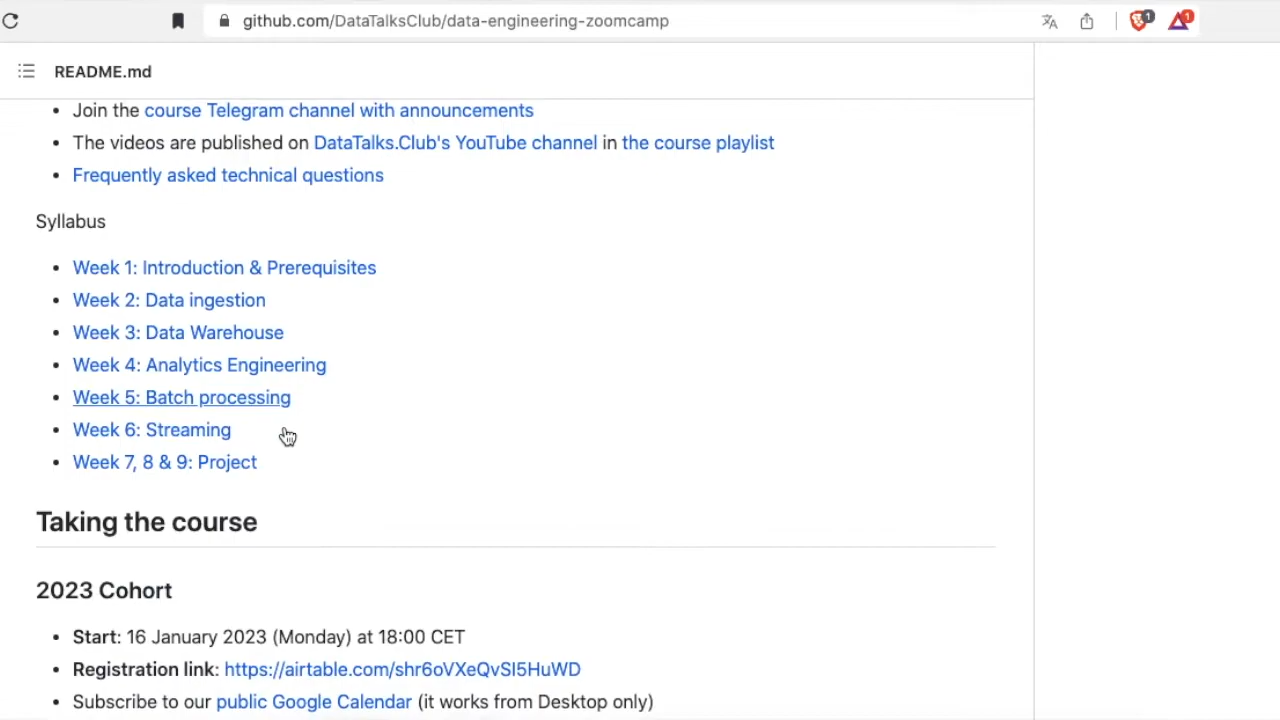 github.com/DataTalksClub/data-engineering-zoomcamp
1
1
README.md
Join the course Telegram channel with announcements
The videos are published on DataTalks.Club's YouTube channel in the course playlist
Frequently asked technical questions
Syllabus
Week 1: Introduction & Prerequisites
Week 2: Data ingestion
Week 3: Data Warehouse
Week 4: Analytics Engineering
Week 5: Batch processing
Week 6: Streaming
Week 7, 8 & 9: Project
Taking the course
2023 Cohort
Start: 16 January 2023 (Monday) at 18:00 CET
Registration link: https://airtable.com/shr6oVXeQvSI5HuWD
Subscribe to our public Google Calendar (it works from Desktop only)